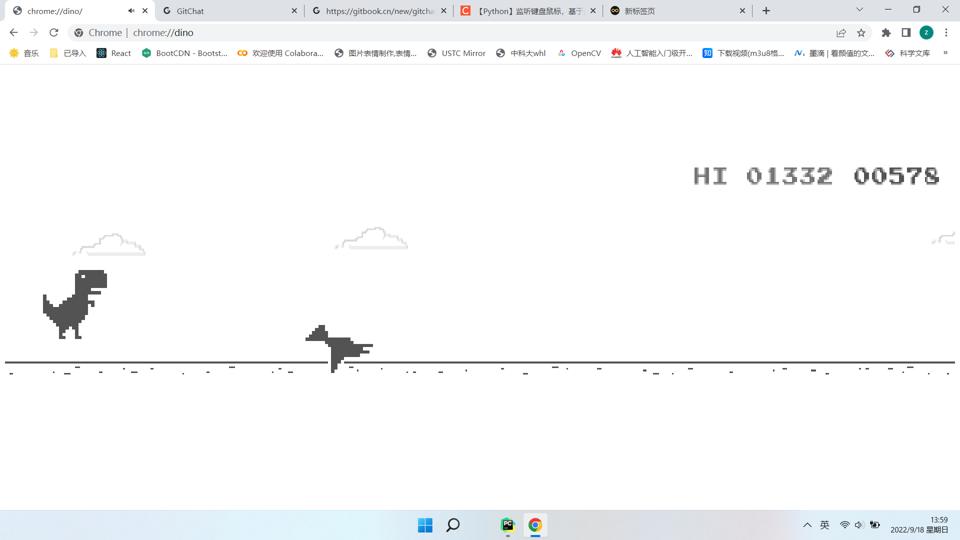 chrome://dino/
GitChat
https://gitbook.cn/new/gitcha
【Python】监听键盘鼠标，基于
新标签页
Chrome | chrome://dino
z
音乐
已导入
React
BootCDN - Bootst...
欢迎使用 Colabora...
图片表情制作,表情...
USTC Mirror
中科大whl
OpenCV
人工智能入门极开...
知
下载视频(m3u8格...
墨滴 | 看颜值的文...
科学文库
»
HI 01332 00578
PC
英
13:59
2022/9/18 星期日